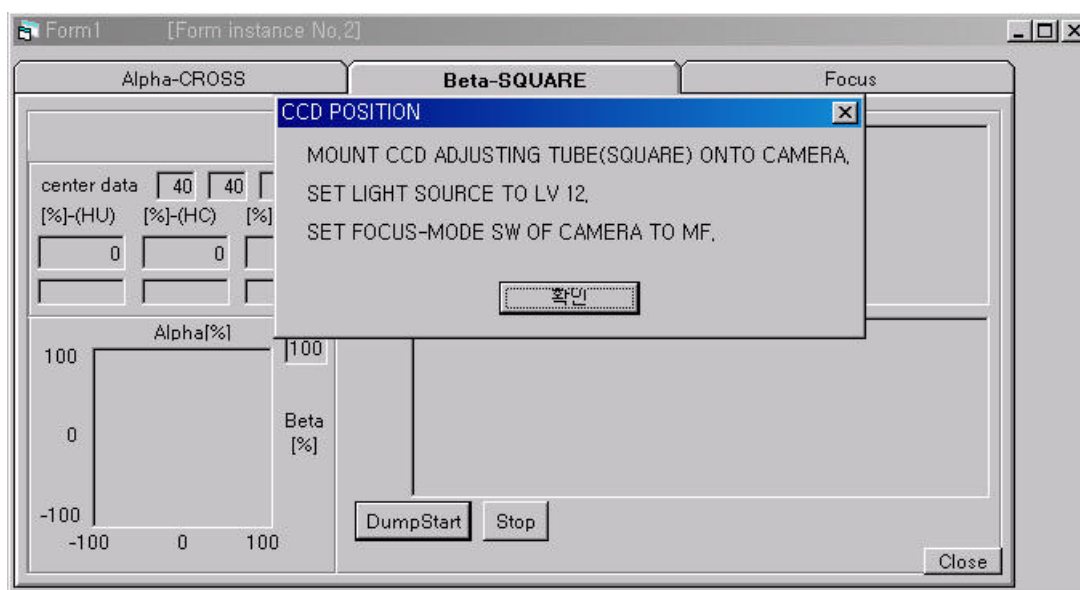 Form1 [Form instance No,2]
Alpha-CROSS Beta-SQUARE Focus
CCD POSITION
MOUNT CCD ADJUSTING TUBE(SQUARE) ONTO CAMERA,
SET LIGHT SOURCE TO LV 12,
SET FOCUS-MODE SW OF CAMERA TO MF,
확인
center data 40 40
[%]-(HU) [%]-(HC) [%]
0 0
Alpha[%]
100 100
0 Beta
[%]
-100
-100 0 100
DumpStart Stop
Close